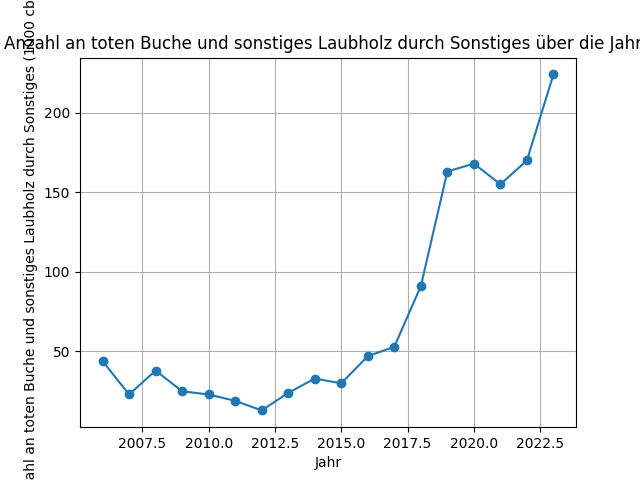 Anzahl an toten Buche und sonstiges Laubholz durch Sonstiges über die Jahr
ahl an toten Buche und sonstiges Laubholz durch Sonstiges (1000 cb
200
150
100
50
2007.5 2010.0 2012.5 2015.0 2017.5 2020.0 2022.5
Jahr